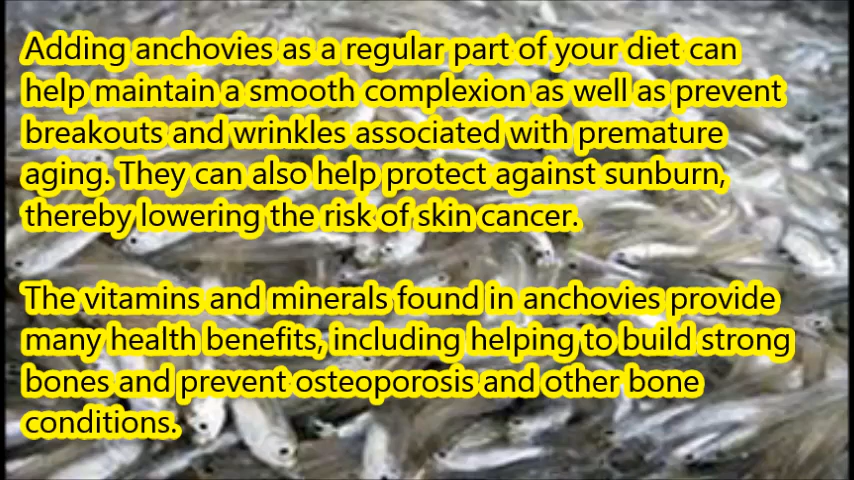 Adding anchovies as a regular part of your diet can
help maintain a smooth complexion as well as prevent
breakouts and wrinkles associated with premature
aging. They can also help protect against sunburn,
thereby lowering the risk of skin cancer.
The vitamins and minerals found in anchovies provide
many health benefits, including helping to build strong
bones and prevent osteoporosis and other bone
conditions.